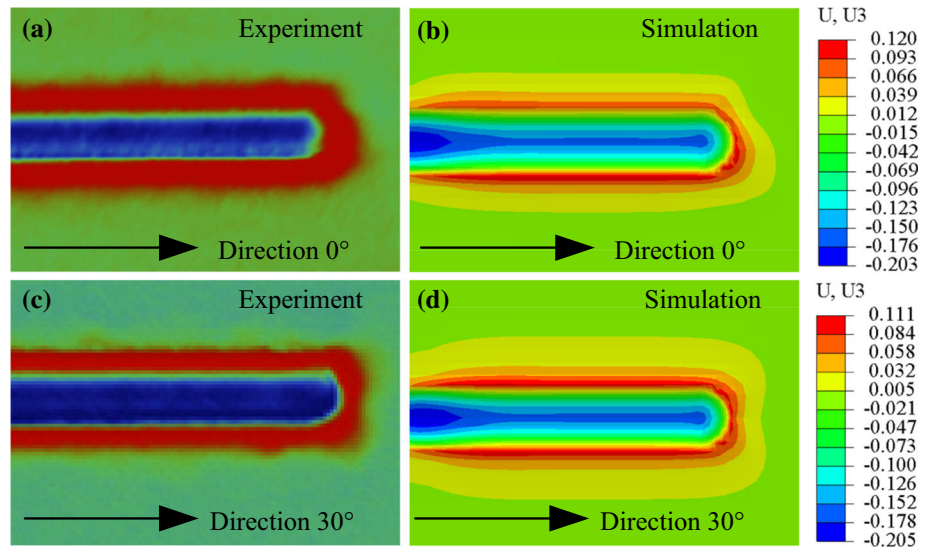 (a) Experiment
Direction 0°
(b) Simulation
Direction 0°
U, U3
0.120
0.093
0.066
0.039
0.012
-0.015
-0.042
-0.069
-0.096
-0.123
-0.150
-0.176
-0.203
(c) Experiment
Direction 30°
(d) Simulation
Direction 30°
U, U3
0.111
0.084
0.058
0.032
0.005
-0.021
-0.047
-0.073
-0.100
-0.126
-0.152
-0.178
-0.205